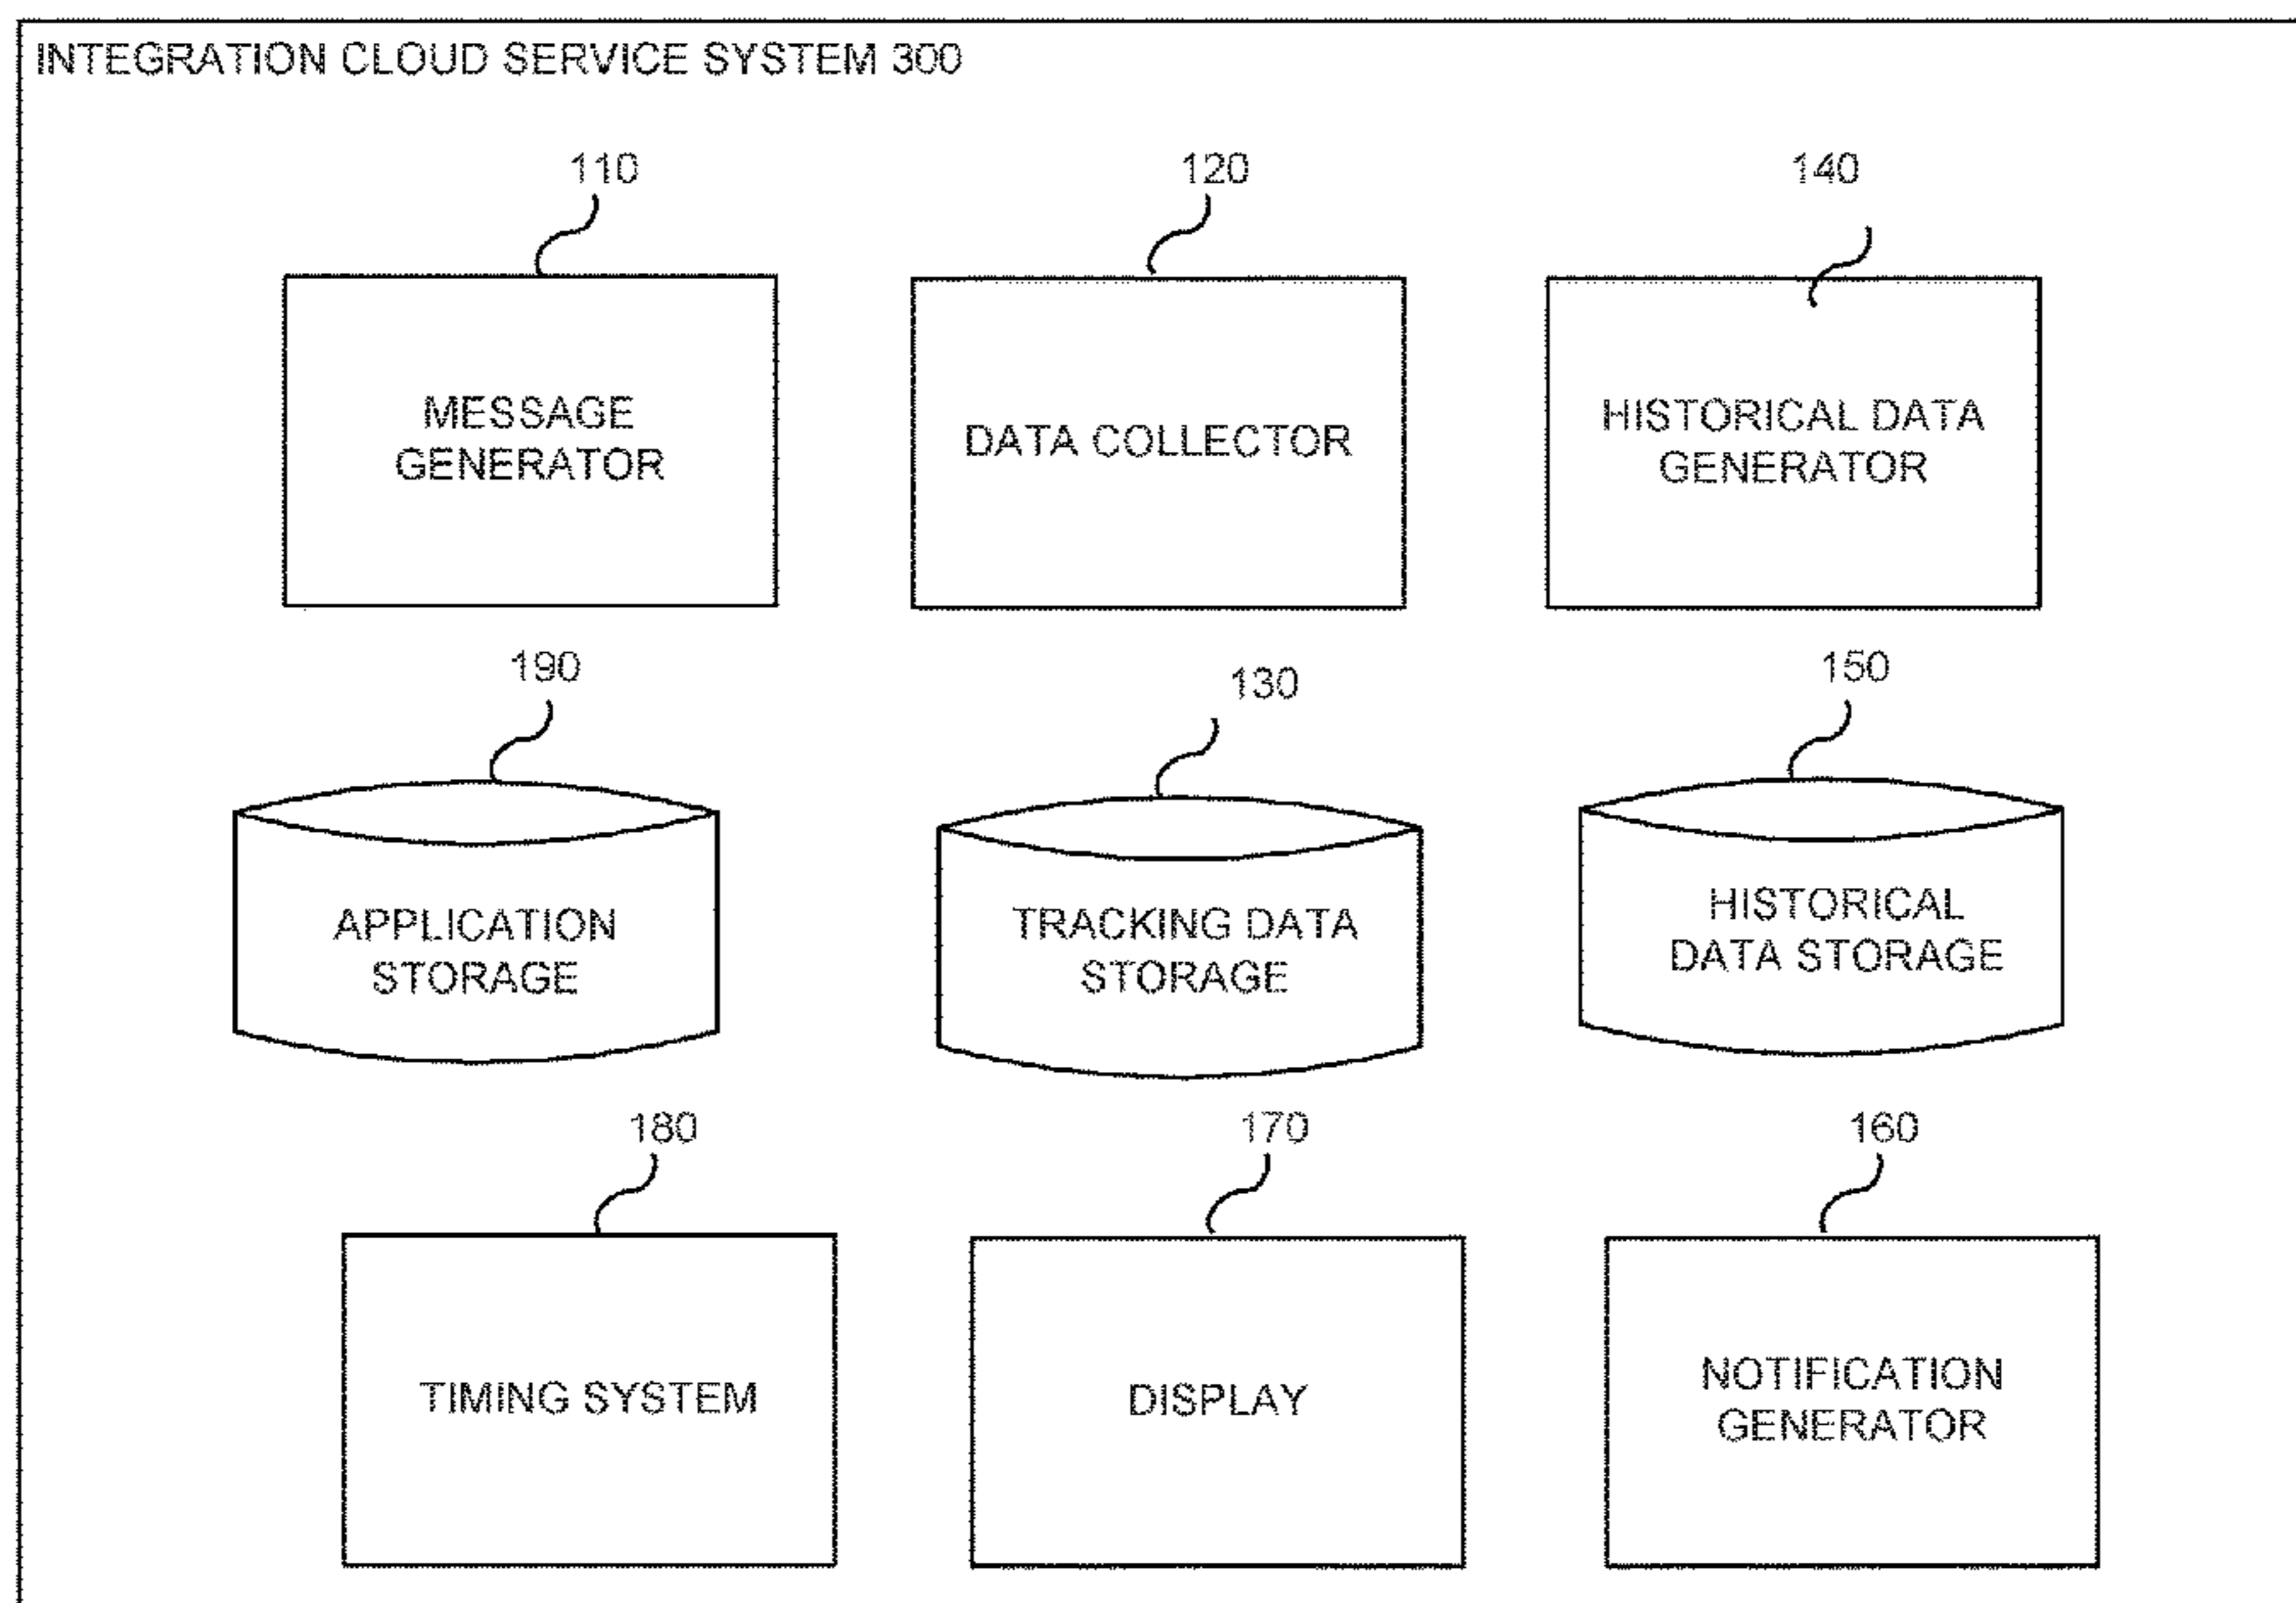 INTEGRATION CLOUD SERVICE SYSTEM 300
110
120
140
MESSAGE
GENERATOR
DATA COLLECTOR
HISTORICAL DATA
GENERATOR
190
130
150
APPLICATION
STORAGE
TRACKING DATA
STORAGE
HISTORICAL
DATA STORAGE
180
170
160
TIMING SYSTEM
DISPLAY
NOTIFICATION
GENERATOR